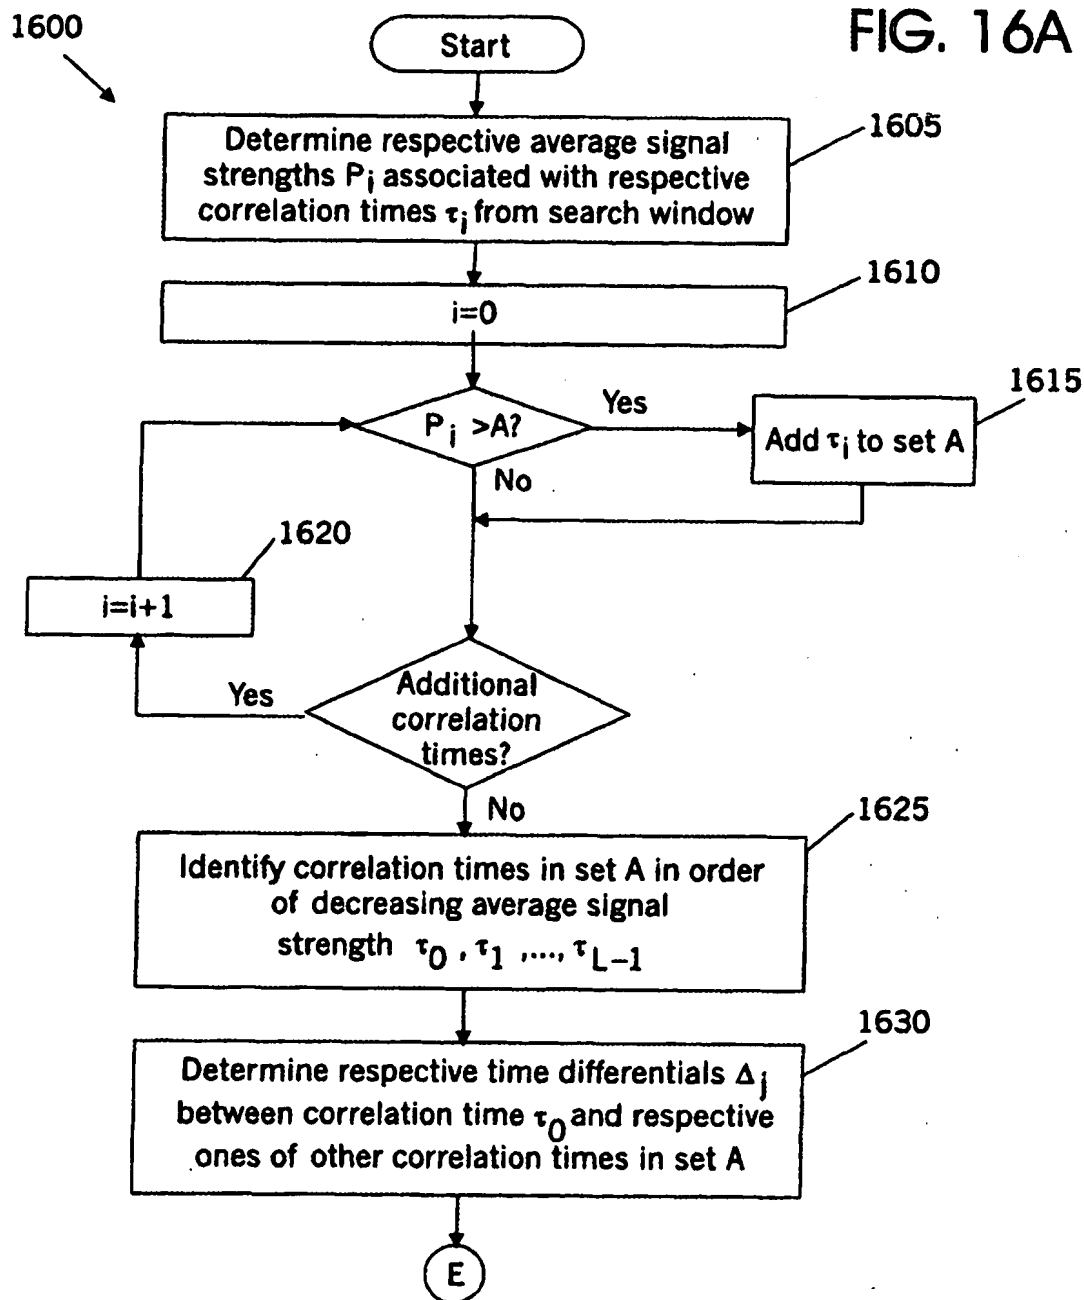 1600
FIG. 16A
Start
Determine respective average signal
strengths Pi associated with respective
correlation times τi from search window
1605
i=0
1610
Pi >A?
Yes
No
Add τi to set A
1615
i=i+1
1620
Additional
correlation
times?
Yes
No
Identify correlation times in set A in order
of decreasing average signal
strength τ0 , τ1 ,..., τL-1
1625
Determine respective time differentials Δj
between correlation time τ0 and respective
ones of other correlation times in set A
1630
E